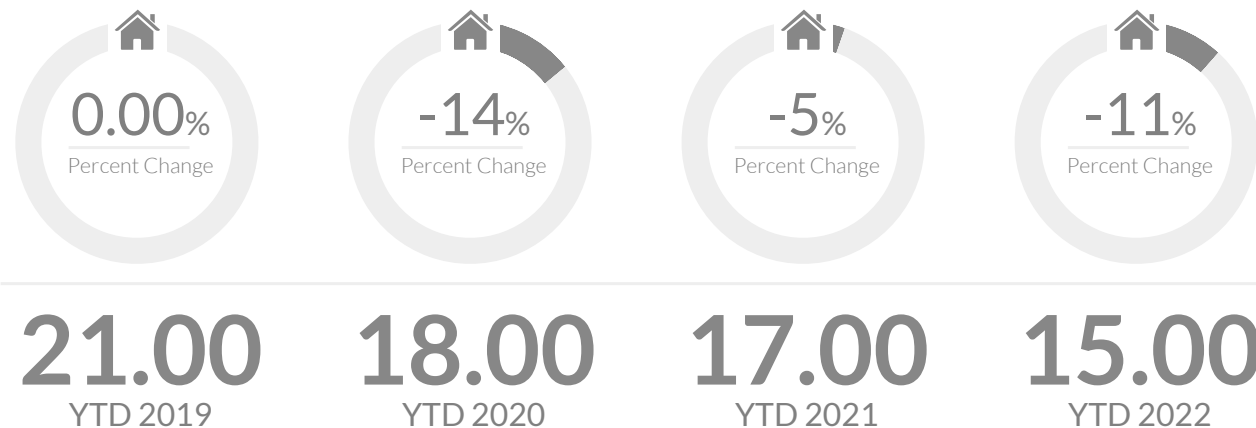 0.00%
Percent Change
21.00
YTD 2019
-14%
Percent Change
18.00
YTD 2020
-5%
Percent Change
17.00
YTD 2021
-11%
Percent Change
15.00
YTD 2022